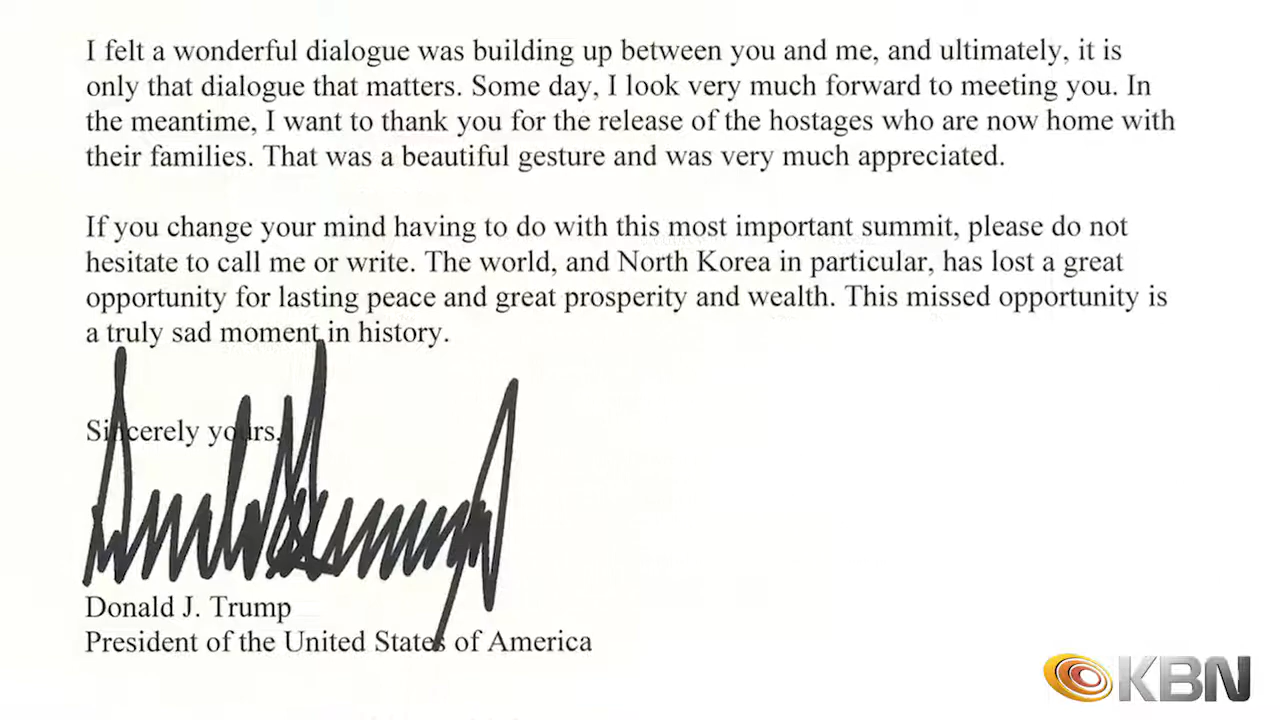 I felt a wonderful dialogue was building up between you and me, and ultimately, it is
only that dialogue that matters. Some day, I look very much forward to meeting you. In
the meantime, I want to thank you for the release of the hostages who are now home with
their families. That was a beautiful gesture and was very much appreciated.
If you change your mind having to do with this most important summit, please do not
hesitate to call me or write. The world, and North Korea in particular, has lost a great
opportunity for lasting peace and great prosperity and wealth. This missed opportunity is
a truly sad moment in history.
Sincerely yours,
Donald J. Trump
President of the United States of America
KBN